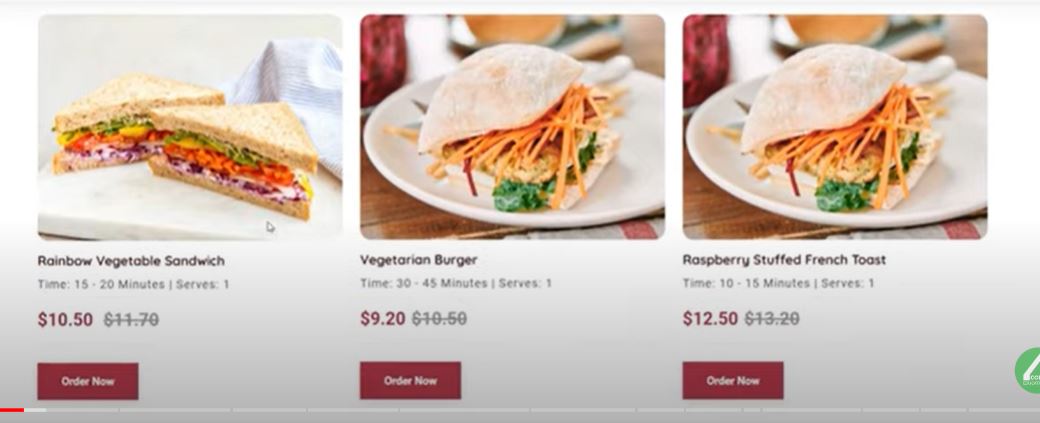 Rainbow Vegetable Sandwich
Time: 15 - 20 Minutes | Serves: 1
$10.50 $11.70
Order Now
Vegetarian Burger
Time: 30 - 45 Minutes | Serves: 1
$9.20 $10.50
Order Now
Raspberry Stuffed French Toast
Time: 10 - 15 Minutes | Serves: 1
$12.50 $13.20
Order Now